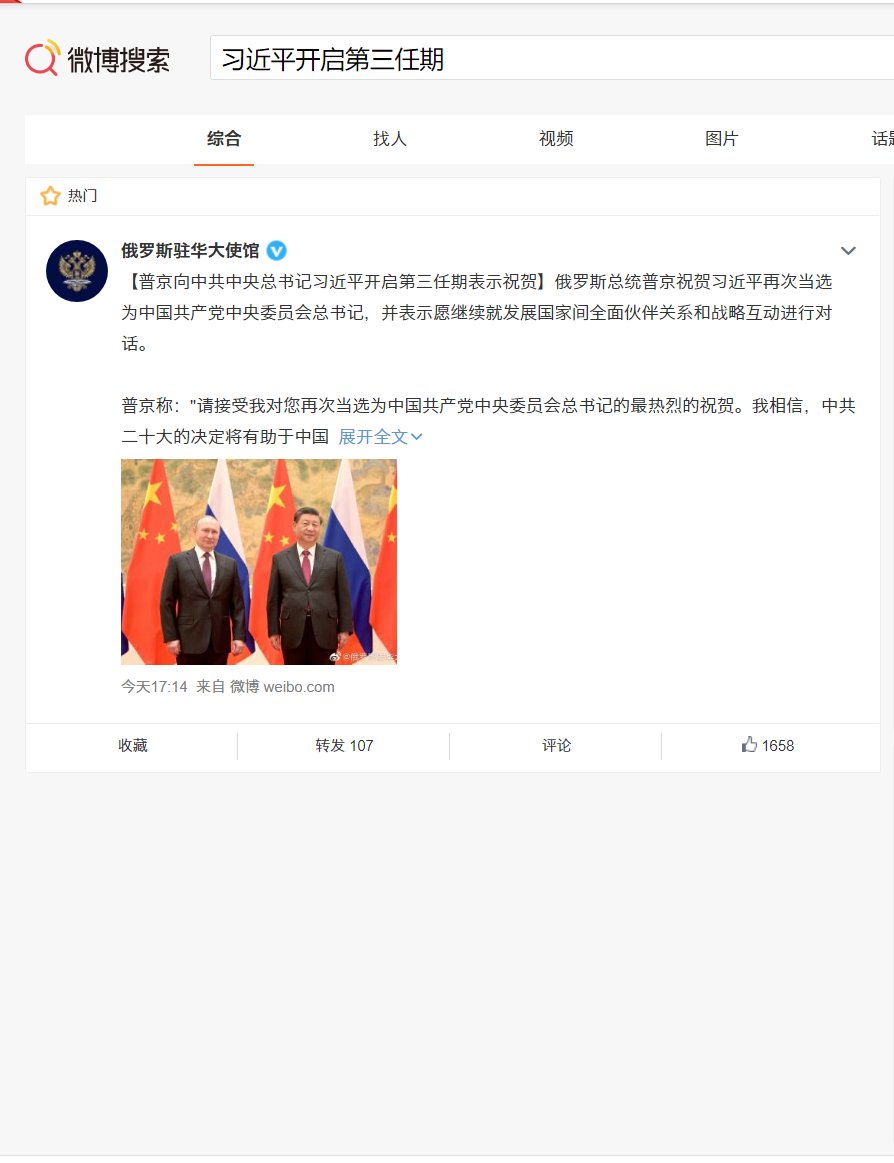 微博搜索
习近平开启第三任期
综合 找人 视频 图片
热门
俄罗斯驻华大使馆
【普京向中共中央总书记习近平开启第三任期表示祝贺】俄罗斯总统普京祝贺习近平再次当选
为中国共产党中央委员会总书记，并表示愿继续就发展国家间全面伙伴关系和战略互动进行对
话。
普京称："请接受我对您再次当选为中国共产党中央委员会总书记的最热烈的祝贺。我相信，中共
二十大的决定将有助于中国 展开全文
今天17:14 来自 微博 weibo.com
收藏 转发 107 评论 1658